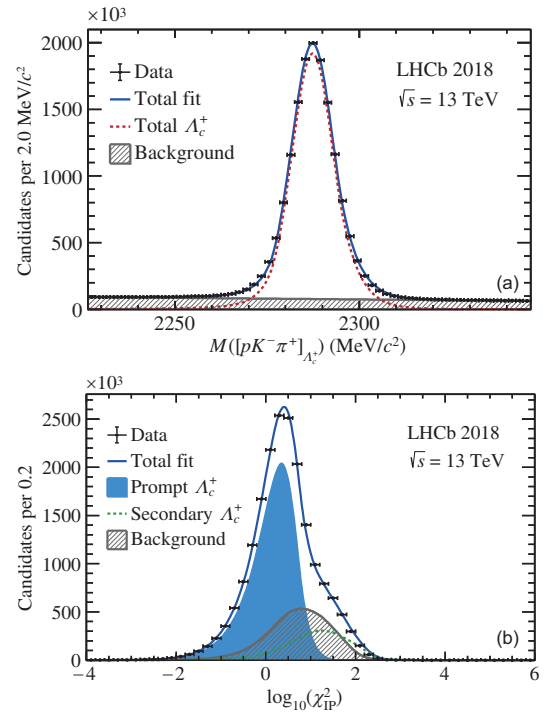 ×10³
2000
1500
1000
500
0
Candidates per 2.0 MeV/c²
Data
Total fit
Total Λc⁺
Background
LHCb 2018
√s = 13 TeV
(a)
2250 2300
M([pK⁻π⁺]Λc⁺) (MeV/c²)
×10³
2500
2000
1500
1000
500
0
Candidates per 0.2
Data
Total fit
Prompt Λc⁺
Secondary Λc⁺
Background
LHCb 2018
√s = 13 TeV
(b)
−4 −2 0 2 4 6
log₁₀(χ²IP)